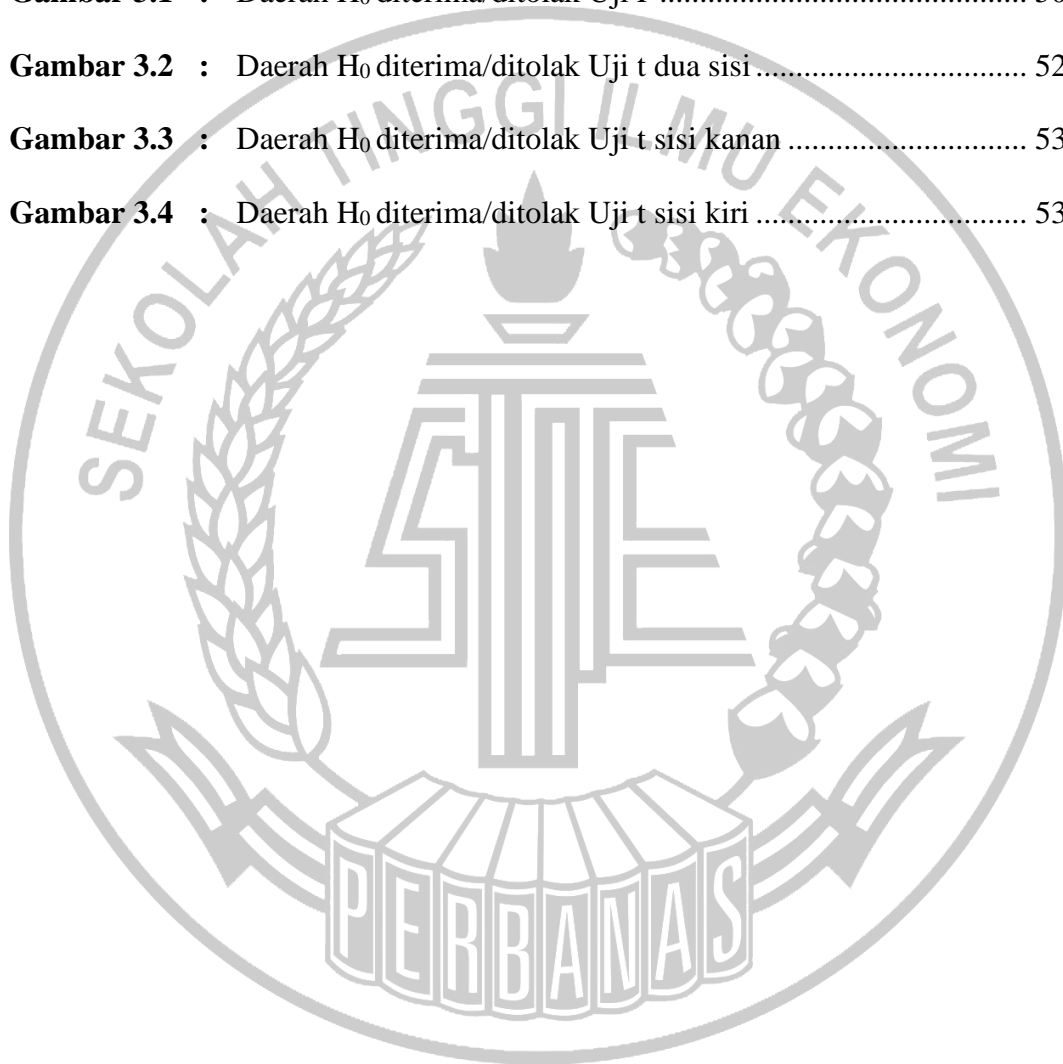 Gambar 3.2 : Daerah H₀ diterima/ditolak Uji t dua sisi ................................ 52
Gambar 3.3 : Daerah H₀ diterima/ditolak Uji t sisi kanan ............................ 53
Gambar 3.4 : Daerah H₀ diterima/ditolak Uji t sisi kiri ................................ 53
SEKOLAH TINGGI ILMU EKONOMI
STIE
PERBANAS